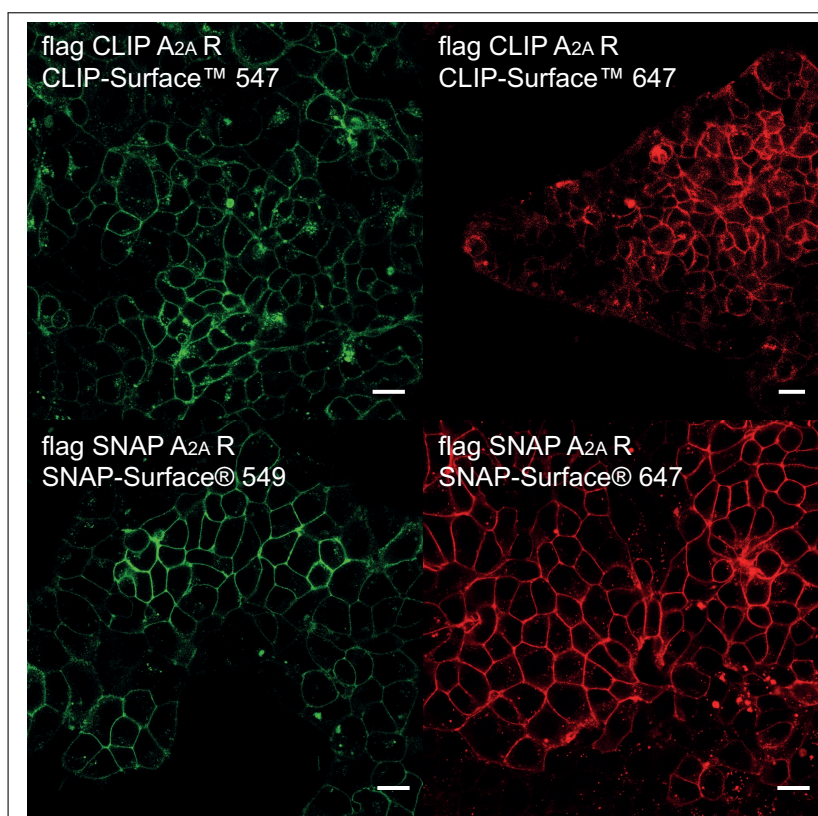 flag CLIP A2A R
CLIP-Surface™ 547
flag CLIP A2A R
CLIP-Surface™ 647
flag SNAP A2A R
SNAP-Surface® 549
flag SNAP A2A R
SNAP-Surface® 647